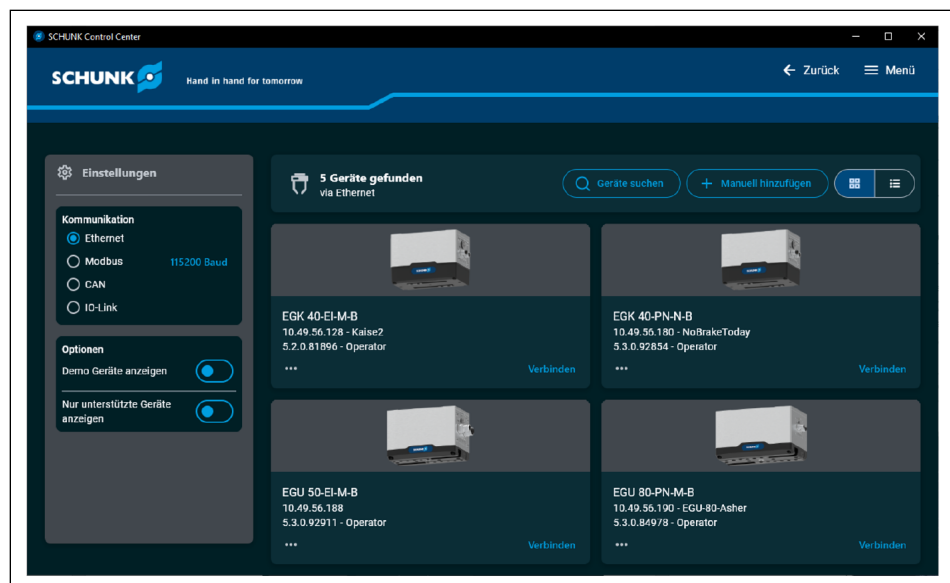 SCHUNK Control Center
SCHUNK
Hand in hand for tomorrow
Zurück
Menü
Einstellungen
Kommunikation
Ethernet
Modbus
115200 Baud
CAN
IO-Link
Optionen
Demo Geräte anzeigen
Nur unterstützte Geräte
anzeigen
5 Geräte gefunden
via Ethernet
Geräte suchen
Manuell hinzufügen
EGK 40-EI-M-B
10.49.56.128 - Kaise2
5.2.0.81896 - Operator
Verbinden
EGK 40-PN-N-B
10.49.56.180 - NoBrakeToday
5.3.0.92854 - Operator
Verbinden
EGU 50-EI-M-B
10.49.56.188
5.3.0.92911 - Operator
Verbinden
EGU 80-PN-M-B
10.49.56.190 - EGU-80-Asher
5.3.0.84978 - Operator
Verbinden